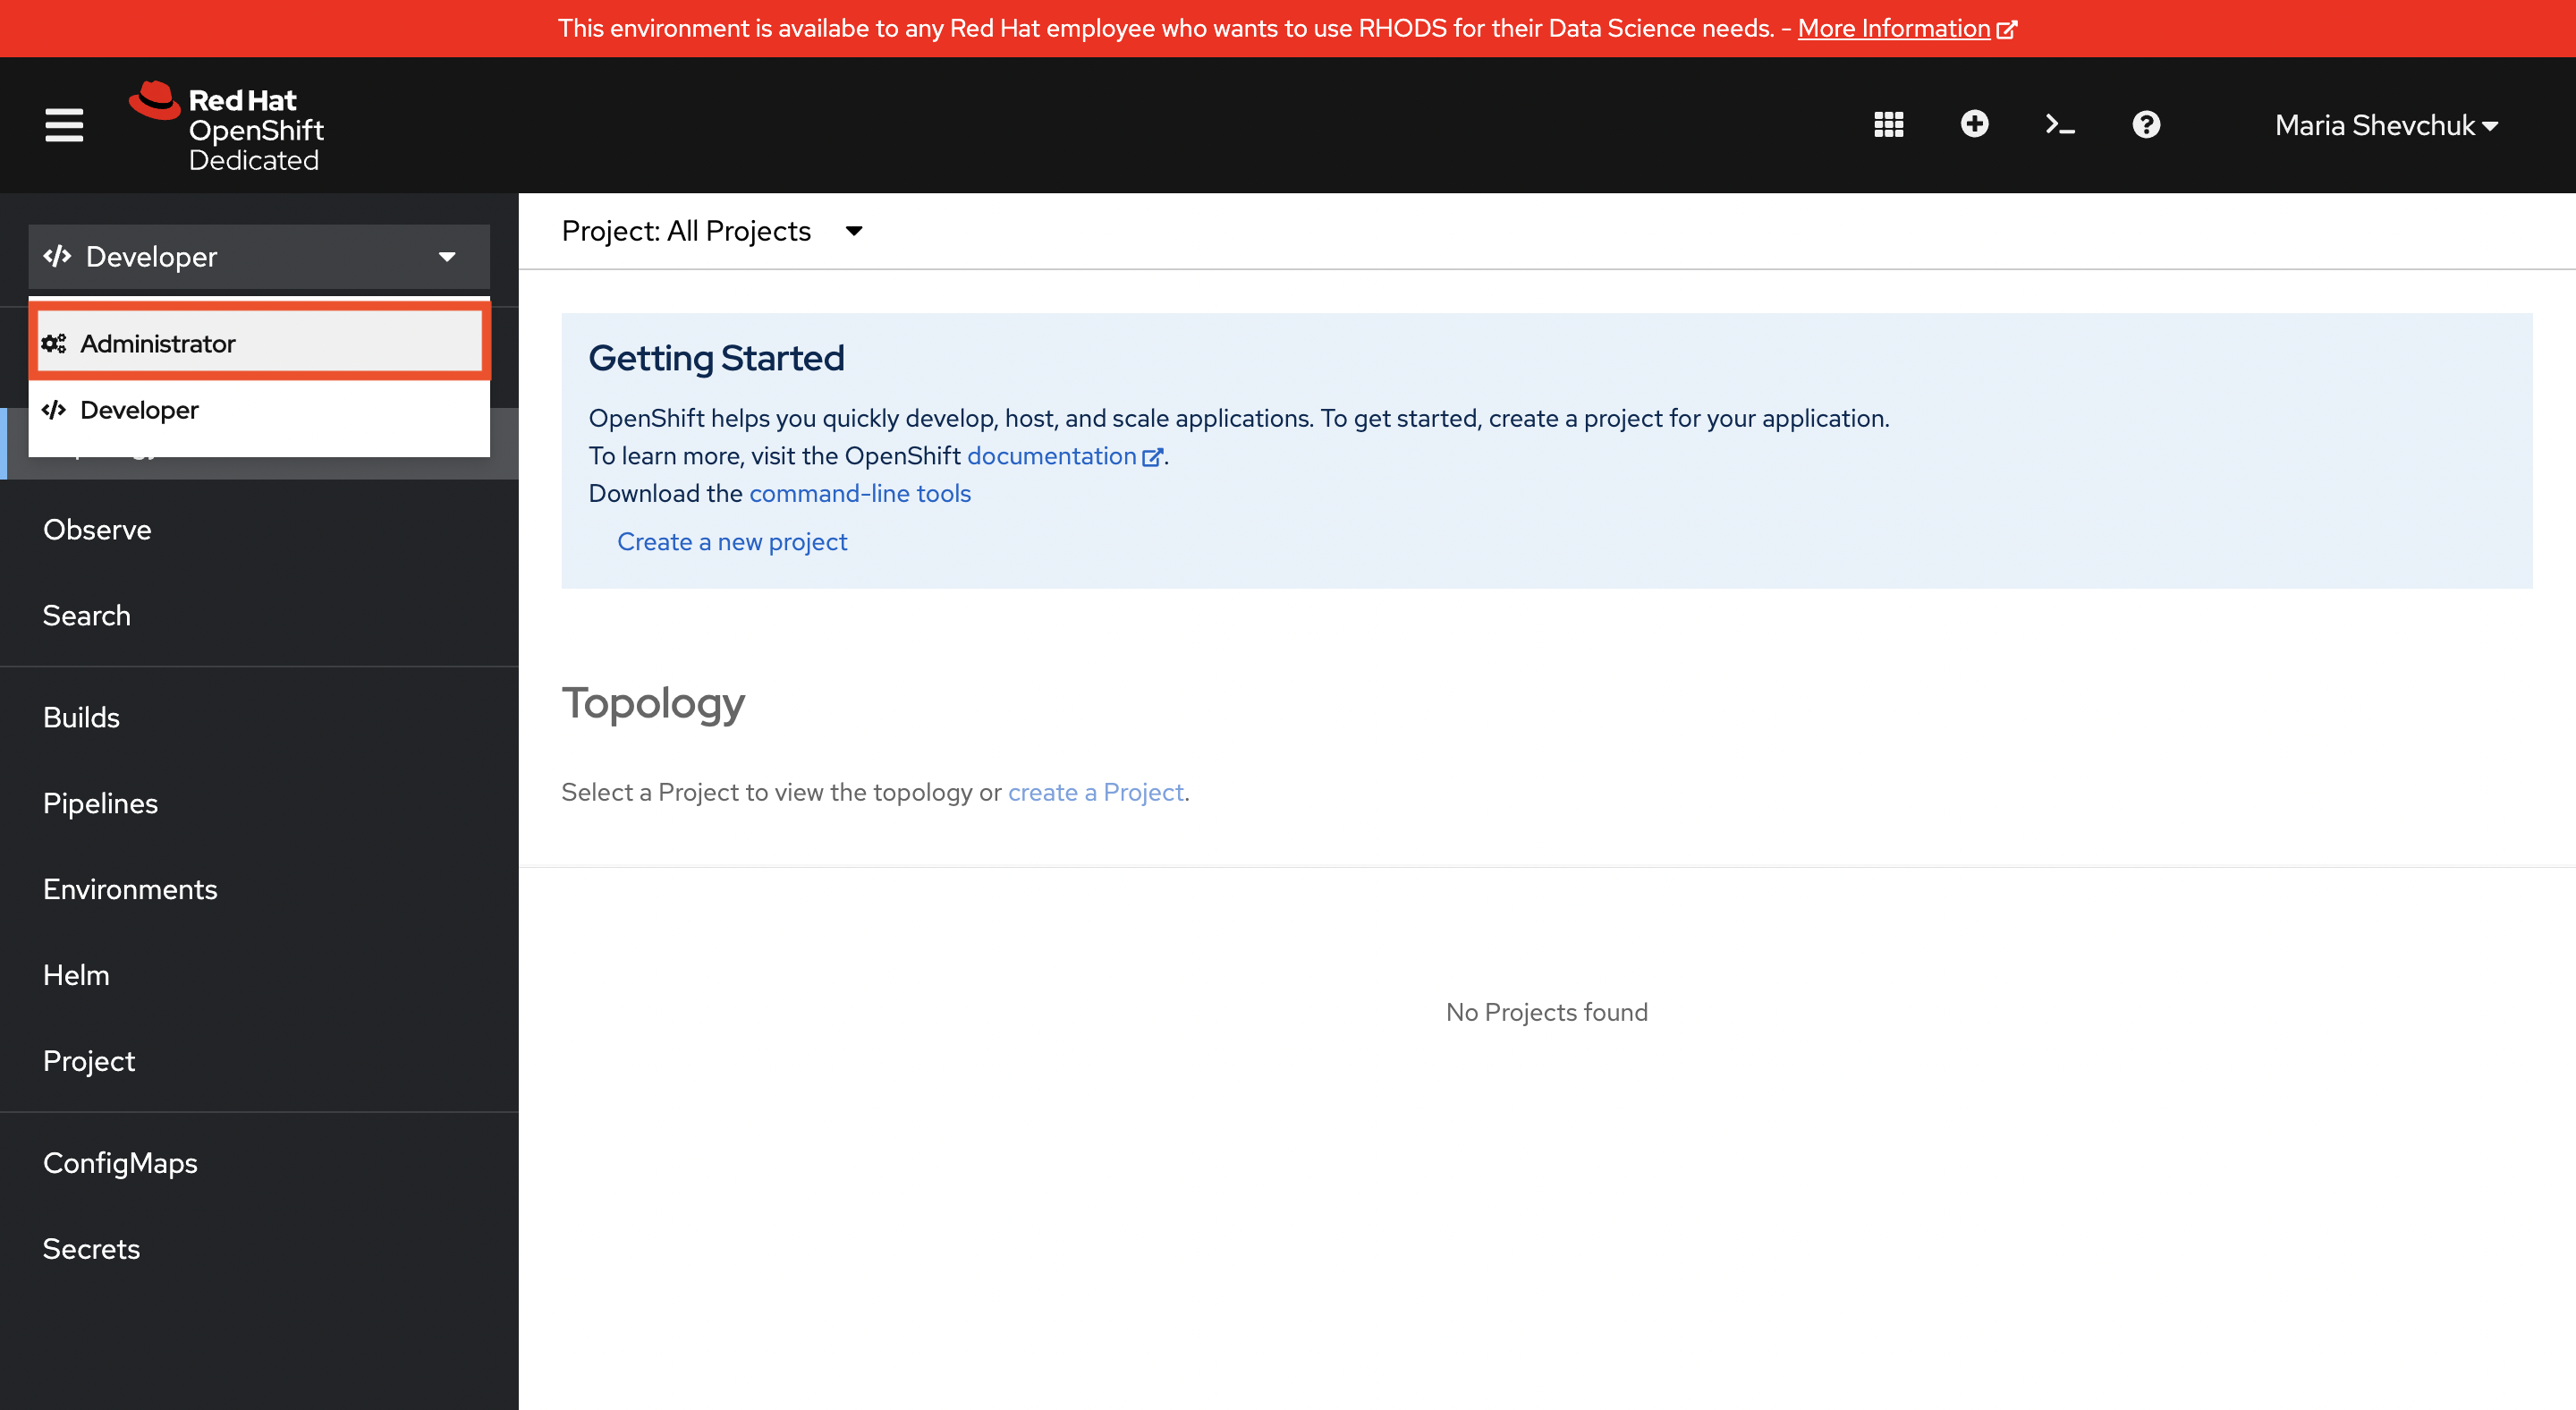 This environment is availabe to any Red Hat employee who wants to use RHODS for their Data Science needs. - More Information
Red Hat
OpenShift
Dedicated
Maria Shevchuk
Developer
Administrator
Developer
Observe
Search
Builds
Pipelines
Environments
Helm
Project
ConfigMaps
Secrets
Project: All Projects
Getting Started
OpenShift helps you quickly develop, host, and scale applications. To get started, create a project for your application.
To learn more, visit the OpenShift documentation.
Download the command-line tools
Create a new project
Topology
Select a Project to view the topology or create a Project.
No Projects found